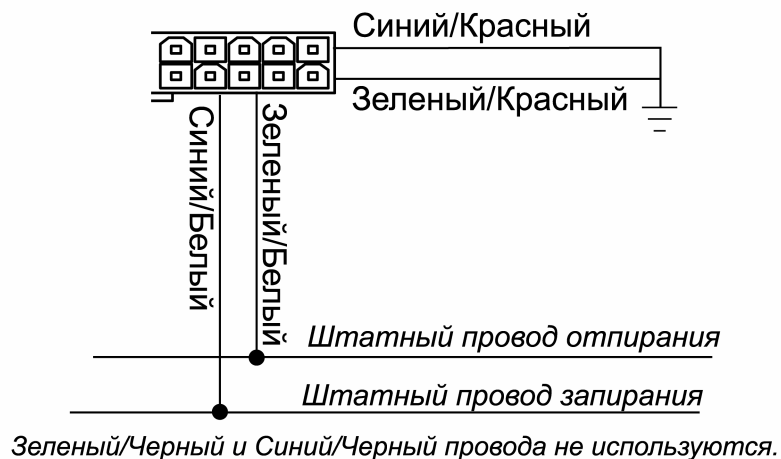 Синий/Красный
Зеленый/Красный
Синий/Белый
Зеленый/Белый
Штатный провод отпирания
Штатный провод запирания
Зеленый/Черный и Синий/Черный провода не используются.